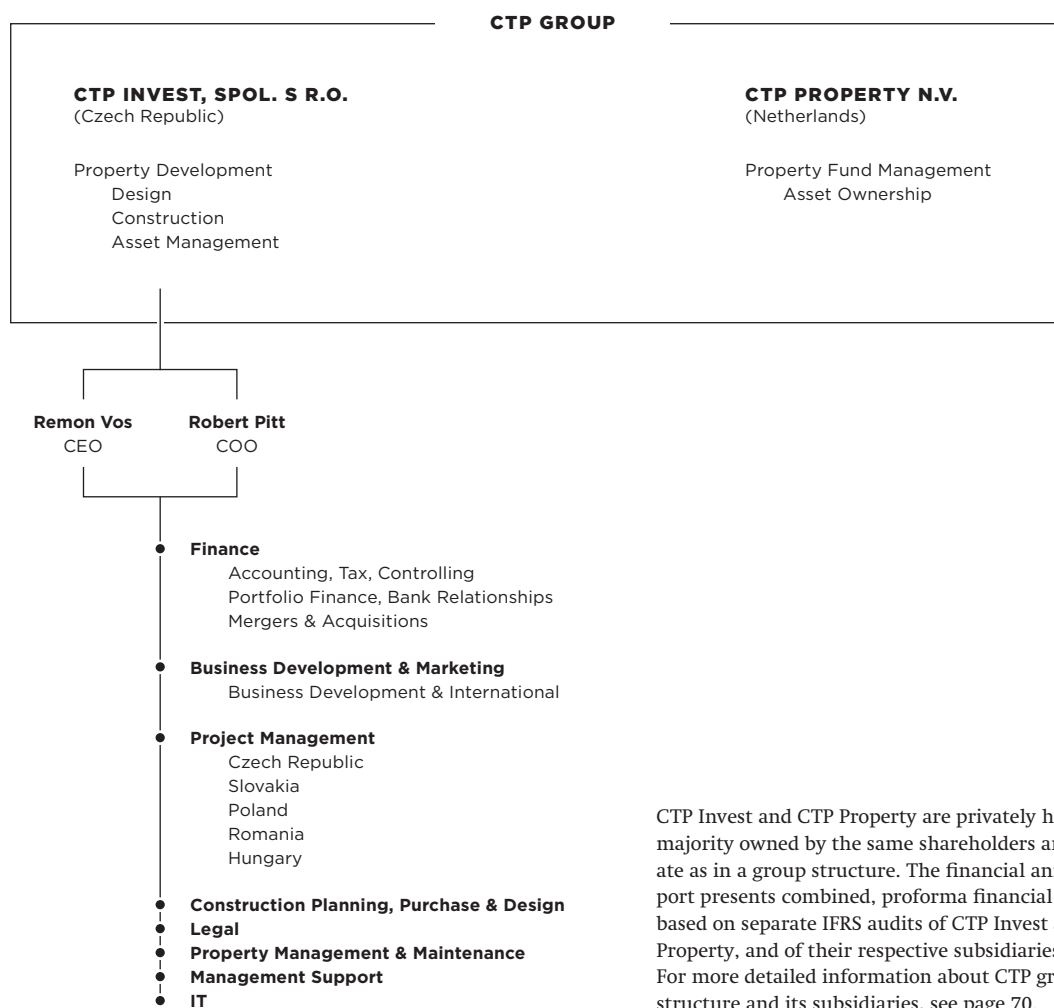 CTP GROUP
CTP INVEST, SPOL. S R.O.
(Czech Republic)
Property Development
Design
Construction
Asset Management
CTP PROPERTY N.V.
(Netherlands)
Property Fund Management
Asset Ownership
Remon Vos
CEO
Robert Pitt
COO
Finance
Accounting, Tax, Controlling
Portfolio Finance, Bank Relationships
Mergers & Acquisitions
Business Development & Marketing
Business Development & International
Project Management
Czech Republic
Slovakia
Poland
Romania
Hungary
Construction Planning, Purchase & Design
Legal
Property Management & Maintenance
Management Support
IT
CTP Invest and CTP Property are privately
majority owned by the same shareholders
ate as in a group structure. The financial
port presents combined, proforma financial
based on separate IFRS audits of CTP Invest
Property, and of their respective subsidiaries
For more detailed information about CTP
structure and its subsidiaries, see page 70